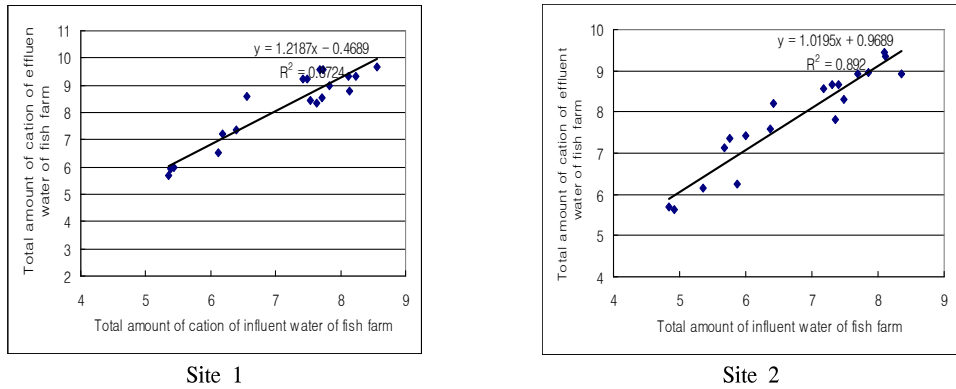 11
10
9
8
7
6
5
4
3
2
4 5 6 7 8 9
Total amount of cation of effluen
water of fish farm
y = 1.2187x − 0.4689
R² = 0.8724
Total amount of cation of influent water of fish farm
Site 1
10
9
8
7
6
5
4
4 5 6 7 8 9
Total amount of cation of effluent
water of fish farm
y = 1.0195x + 0.9689
R² = 0.892
Total amount of influent water of fish farm
Site 2